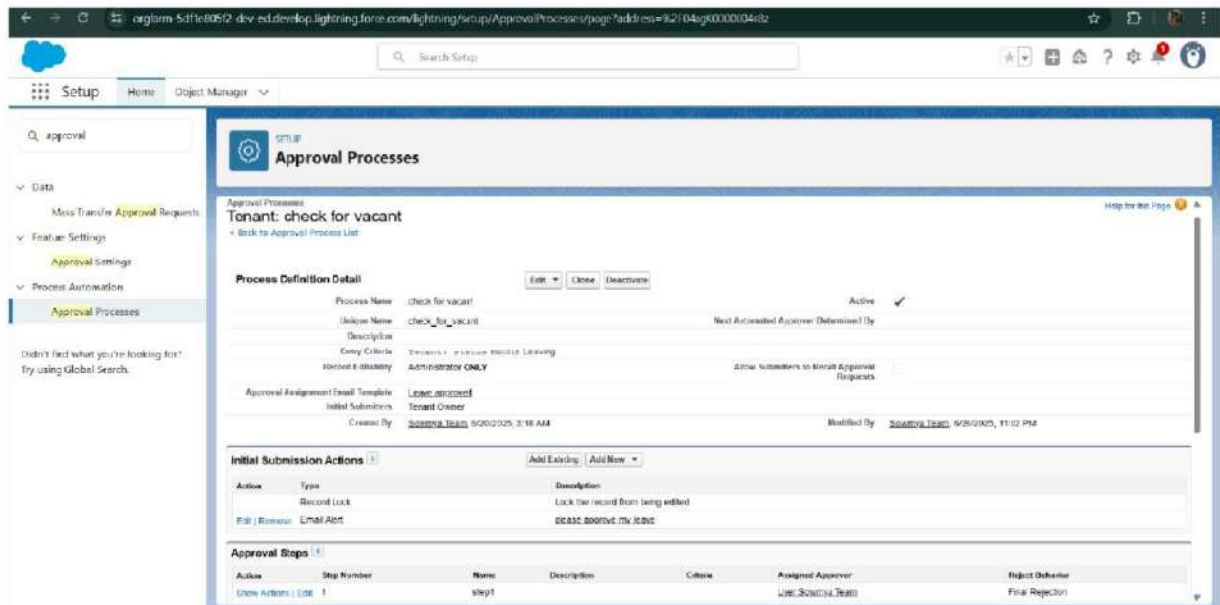 orgfarm-5df1e805f2-dev-ed.develop.lightning.force.com/lightning/setup/ApprovalProcesses/page?address=
Search Setup
Setup
Home
Object Manager
approval
Data
Mass Transfer Approval Requests
Feature Settings
Approval Settings
Process Automation
Approval Processes
Didn't find what you're looking for?
Try using Global Search.
SETUP
Approval Processes
Approval Processes
Tenant: check for vacant
Help for this Page
« Back to Approval Process List
Process Definition Detail
Edit Clone Deactivate
Process Name check for vacant Active
Unique Name check_for_vacant Next Automated Approver Determined By
Description
Entry Criteria Tenant: status EQUALS Leaving
Record Editability Administrator ONLY Allow Submitters to Recall Approval
Requests
Approval Assignment Email Template Leave approved
Initial Submitters Tenant Owner
Created By Sowmya Team, 6/20/2025, 3:18 AM Modified By Sowmya Team, 11:02 PM
Initial Submission Actions
Add Existing Add New
Action Type Description
Record Lock Lock the record from being edited
Edit | Remove Email Alert please approve my leave
Approval Steps
Action Step Number Name Description Criteria Assigned Approver Reject Behavior
Show Actions | Edit 1 step1 User:Sowmya Team Final Rejection